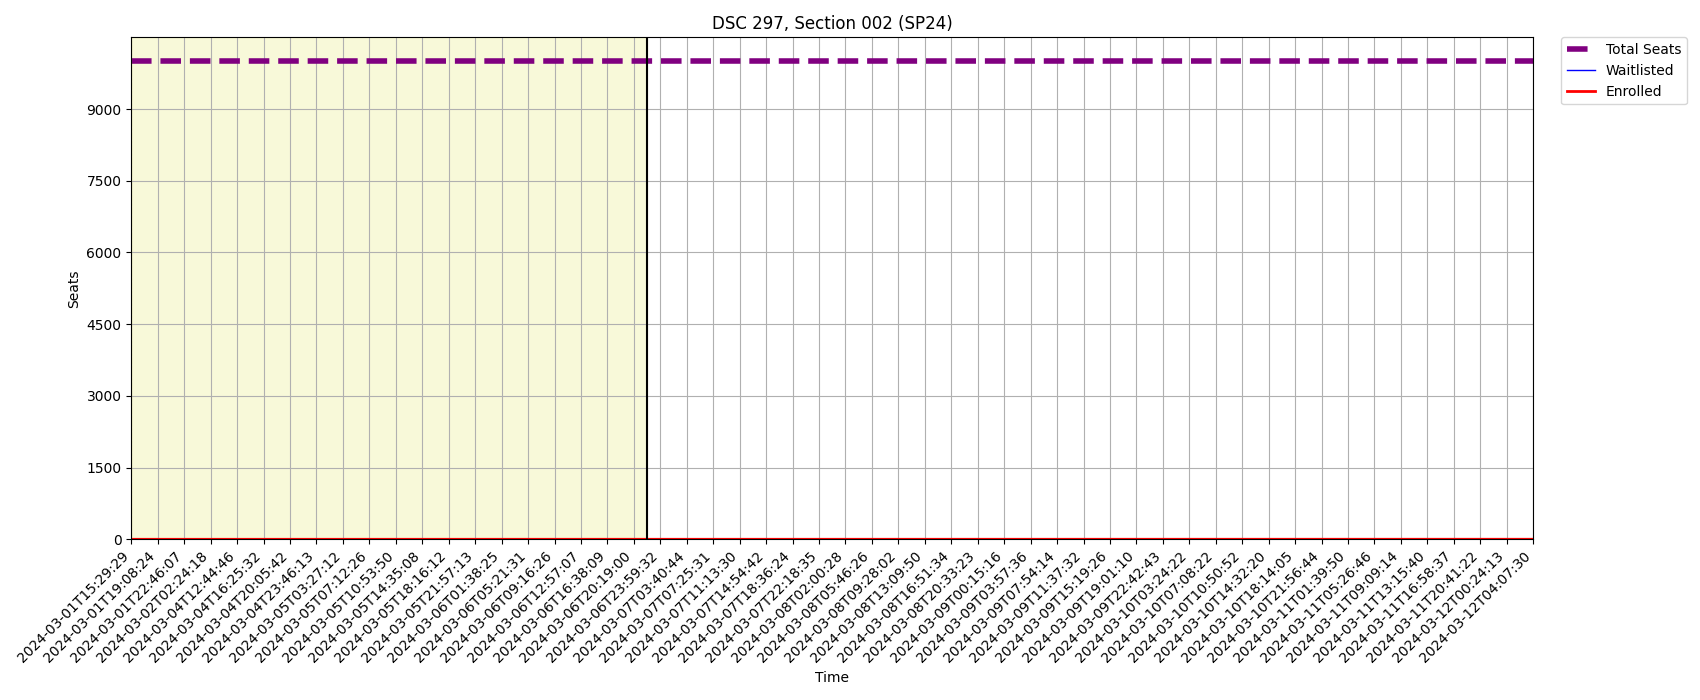 DSC 297, Section 002 (SP24)
Total Seats
Waitlisted
Enrolled
Seats
9000
7500
6000
4500
3000
1500
0
2024-03-01T15:29:29
2024-03-01T19:08:24
2024-03-01T22:46:07
2024-03-02T02:24:18
2024-03-04T12:44:46
2024-03-04T16:25:32
2024-03-04T20:05:42
2024-03-04T23:46:13
2024-03-05T03:27:12
2024-03-05T07:12:26
2024-03-05T10:53:50
2024-03-05T14:35:08
2024-03-05T18:16:12
2024-03-05T21:57:13
2024-03-06T01:38:25
2024-03-06T05:21:31
2024-03-06T09:16:26
2024-03-06T12:57:07
2024-03-06T16:38:09
2024-03-06T20:19:00
2024-03-06T23:59:32
2024-03-07T03:40:44
2024-03-07T07:25:31
2024-03-07T11:13:30
2024-03-07T14:54:42
2024-03-07T18:36:24
2024-03-07T22:18:35
2024-03-08T02:00:28
2024-03-08T05:46:26
2024-03-08T09:28:02
2024-03-08T13:09:50
2024-03-08T16:51:34
2024-03-08T20:33:23
2024-03-09T00:15:16
2024-03-09T03:57:36
2024-03-09T07:54:14
2024-03-09T11:37:32
2024-03-09T15:19:26
2024-03-09T19:01:10
2024-03-09T22:42:43
2024-03-10T03:24:22
2024-03-10T07:08:22
2024-03-10T10:50:52
2024-03-10T14:32:20
2024-03-10T18:14:05
2024-03-10T21:56:44
2024-03-11T01:39:50
2024-03-11T05:26:46
2024-03-11T09:09:14
2024-03-11T13:15:40
2024-03-11T16:58:37
2024-03-11T20:41:22
2024-03-12T00:24:13
2024-03-12T04:07:30
Time